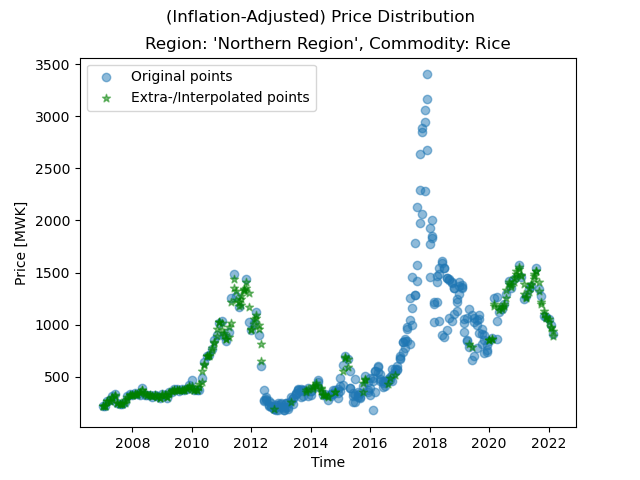 (Inflation-Adjusted) Price Distribution
Region: 'Northern Region', Commodity: Rice
Original points
Extra-/Interpolated points
Price [MWK]
3500
3000
2500
2000
1500
1000
500
2008 2010 2012 2014 2016 2018 2020 2022
Time